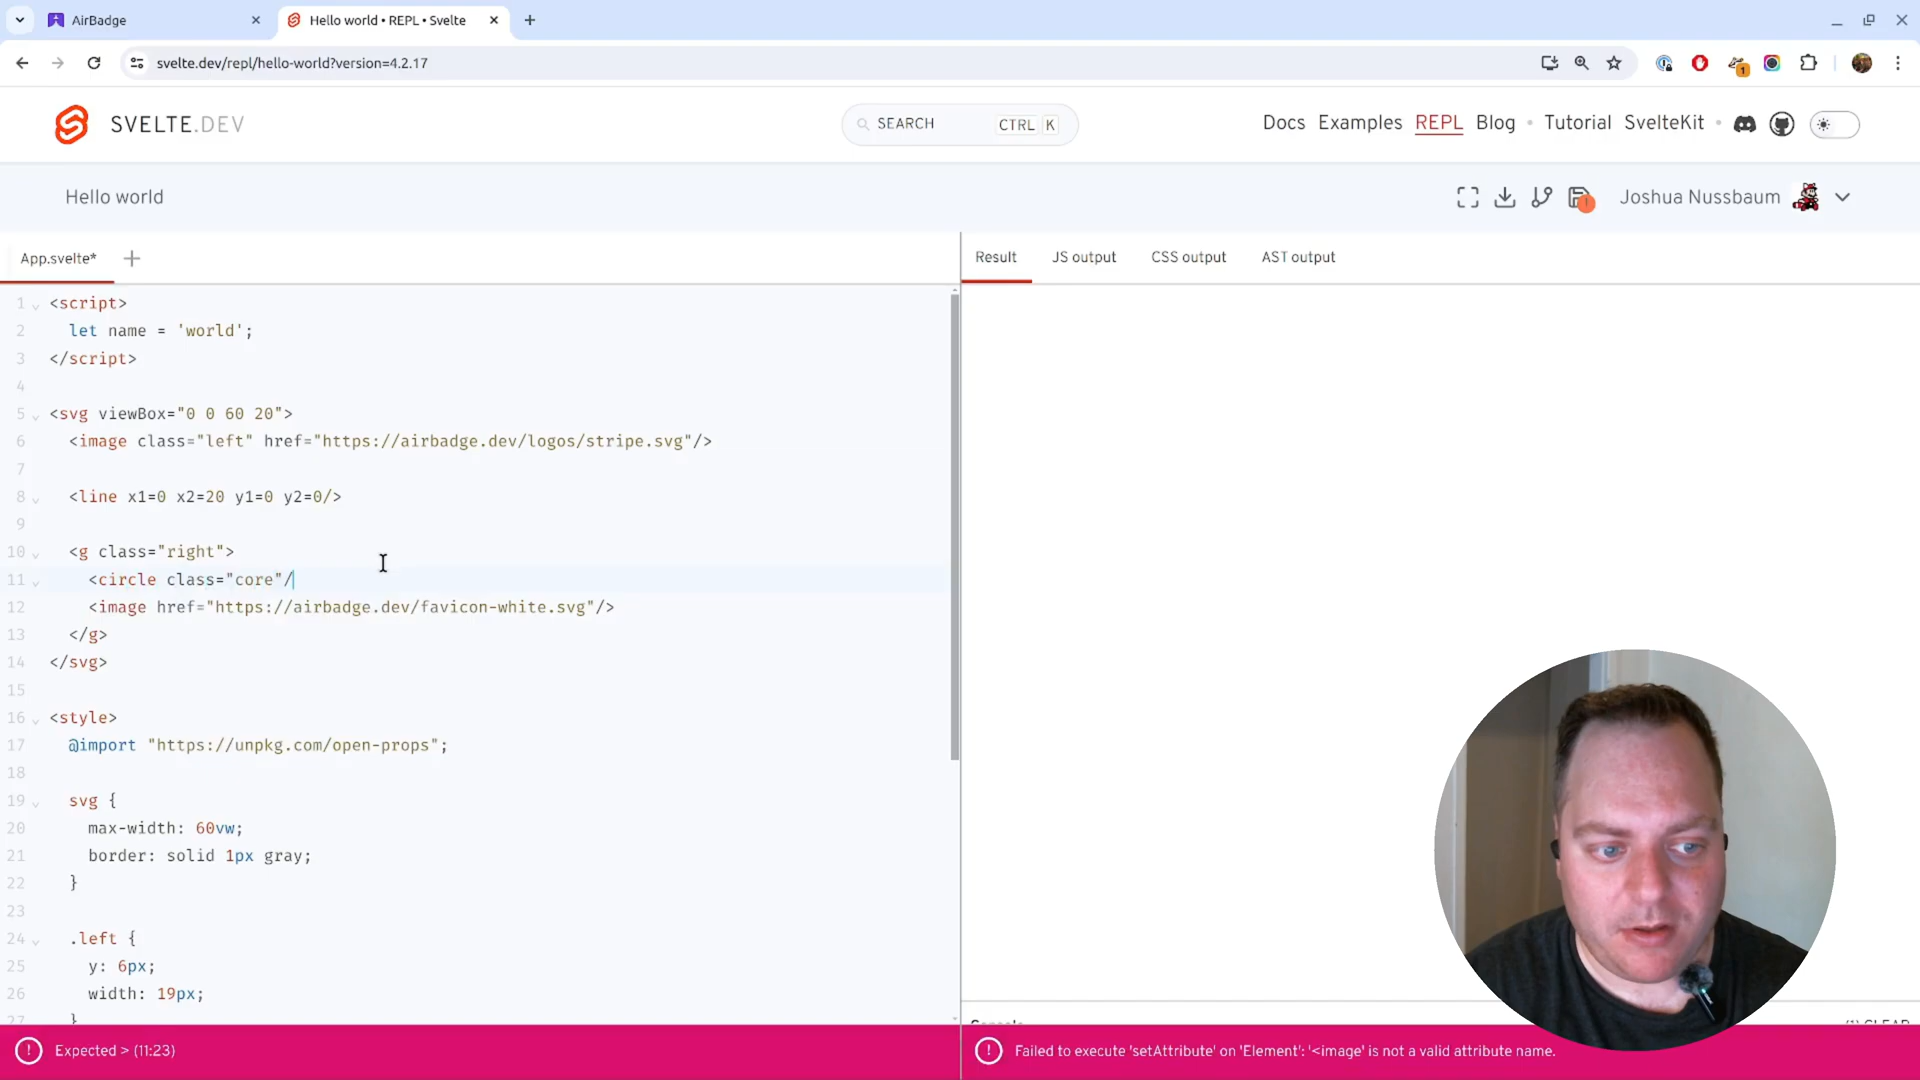 AirBadge
Hello world • REPL • Svelte
svelte.dev/repl/hello-world?version=4.2.17
1
SVELTE.DEV
SEARCH
CTRL K
Docs Examples REPL Blog • Tutorial SvelteKit •
Hello world
Joshua Nussbaum
App.svelte*
Result JS output CSS output AST output
1 <script>
2 let name = 'world';
3 </script>
4
5 <svg viewBox="0 0 60 20">
6 <image class="left" href="https://airbadge.dev/logos/stripe.svg"/>
7
8 <line x1=0 x2=20 y1=0 y2=0/>
9
10 <g class="right">
11 <circle class="core"/
12 <image href="https://airbadge.dev/favicon-white.svg"/>
13 </g>
14 </svg>
15
16 <style>
17 @import "https://unpkg.com/open-props";
18
19 svg {
20 max-width: 60vw;
21 border: solid 1px gray;
22 }
23
24 .left {
25 y: 6px;
26 width: 19px;
27 }
! Expected > (11:23)
! Failed to execute 'setAttribute' on 'Element': '<image' is not a valid attribute name.